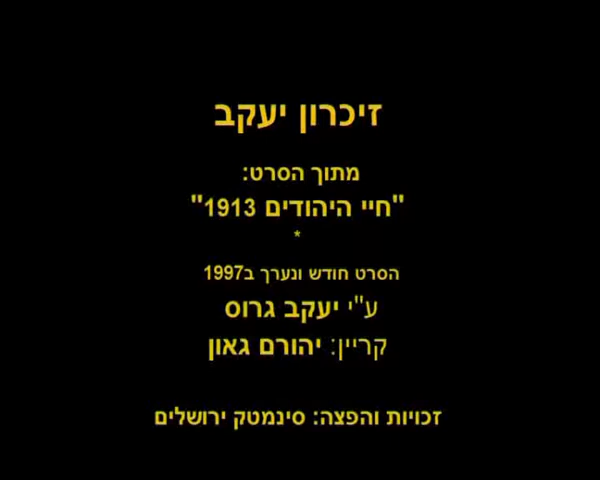 זיכרון יעקב
מתוך הסרט:
"חיי היהודים 1913"
*
הסרט חודש ונערך ב1997
ע"י יעקב גרוס
קריין: יהורם גאון
זכויות והפצה: סינמטק ירושלים